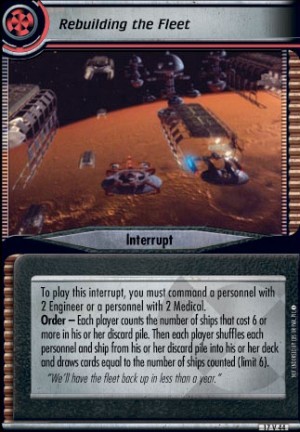 Rebuilding the Fleet
Interrupt
To play this interrupt, you must command a personnel with
2 Engineer or a personnel with 2 Medical.
Order – Each player counts the number of ships that cost 6 or
more in his or her discard pile. Then each player shuffles each
personnel and ship from his or her discard pile into his or her deck
and draws cards equal to the number of ships counted (limit 6).
"We'll have the fleet back up in less than a year."
17 V 44